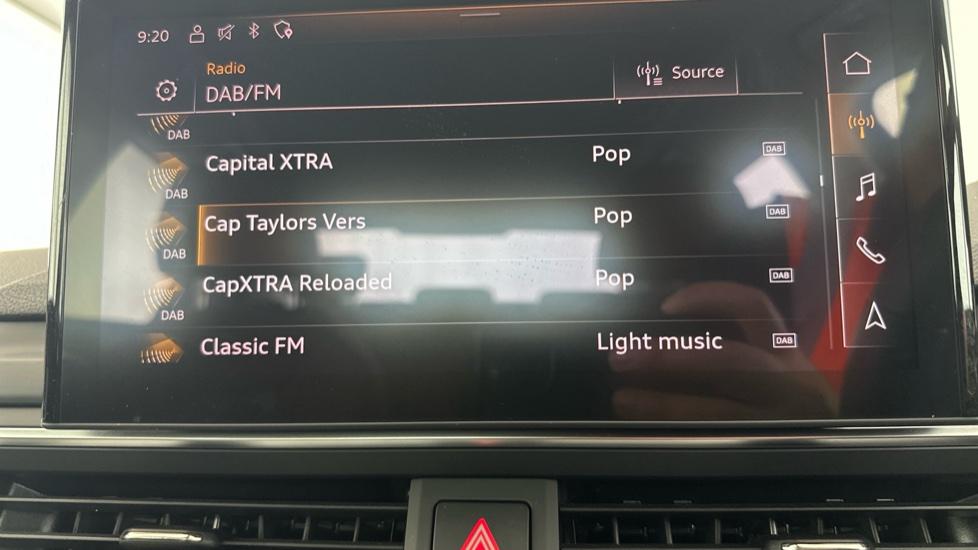 9:20
Radio
DAB/FM
Source
DAB
Capital XTRA Pop DAB
DAB
Cap Taylors Vers Pop DAB
DAB
CapXTRA Reloaded Pop DAB
DAB
Classic FM Light music DAB